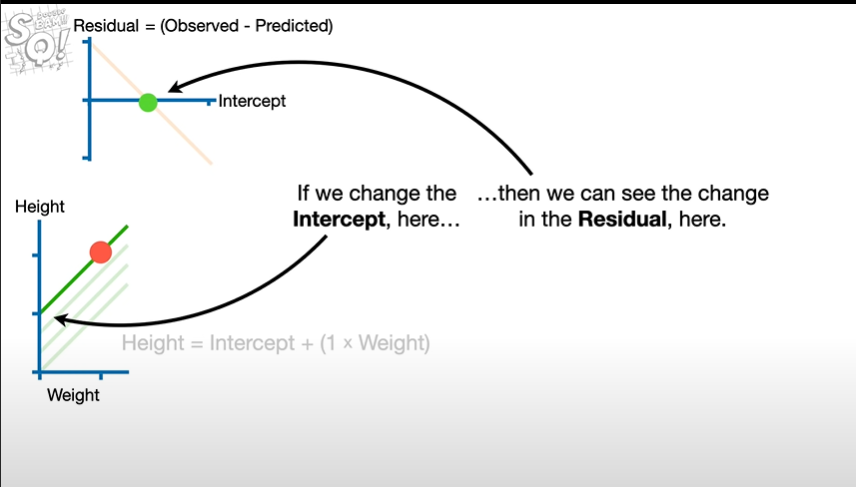 SQ!
Residual = (Observed - Predicted)
Intercept
If we change the
Intercept, here…
…then we can see the change
in the Residual, here.
Height
Height = Intercept + (1 × Weight)
Weight